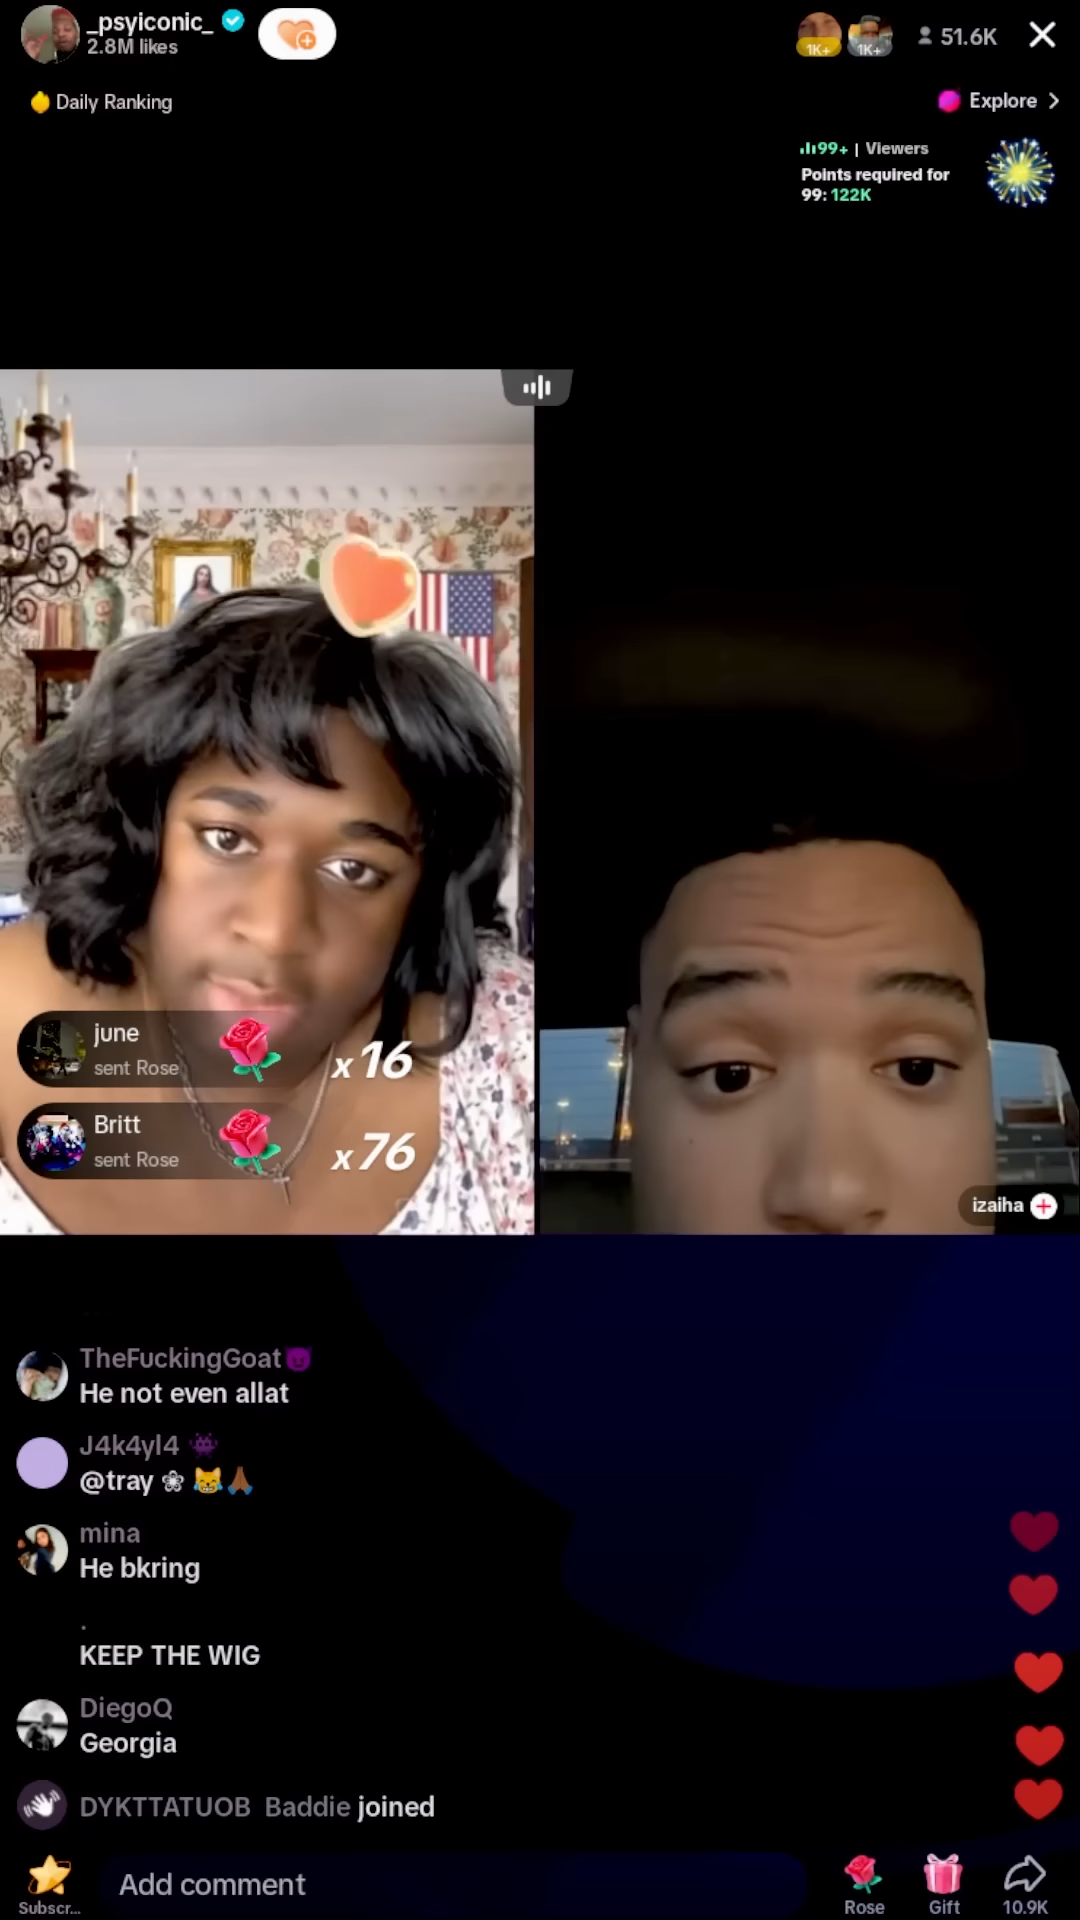 _psyiconic_
2.8M likes
1K+
1K+
51.6K
Daily Ranking
Explore
99+ | Viewers
Points required for
99: 122K
june
sent Rose
x16
Britt
sent Rose
x76
izaiha
TheFuckingGoat😈
He not even allat
J4k4yl4 👾
@tray ❀ 😹🙏🏾
mina
He bkring
.
KEEP THE WIG
DiegoQ
Georgia
DYKTTATUOB Baddie joined
Add comment
Subscr...
Rose
Gift
10.9K